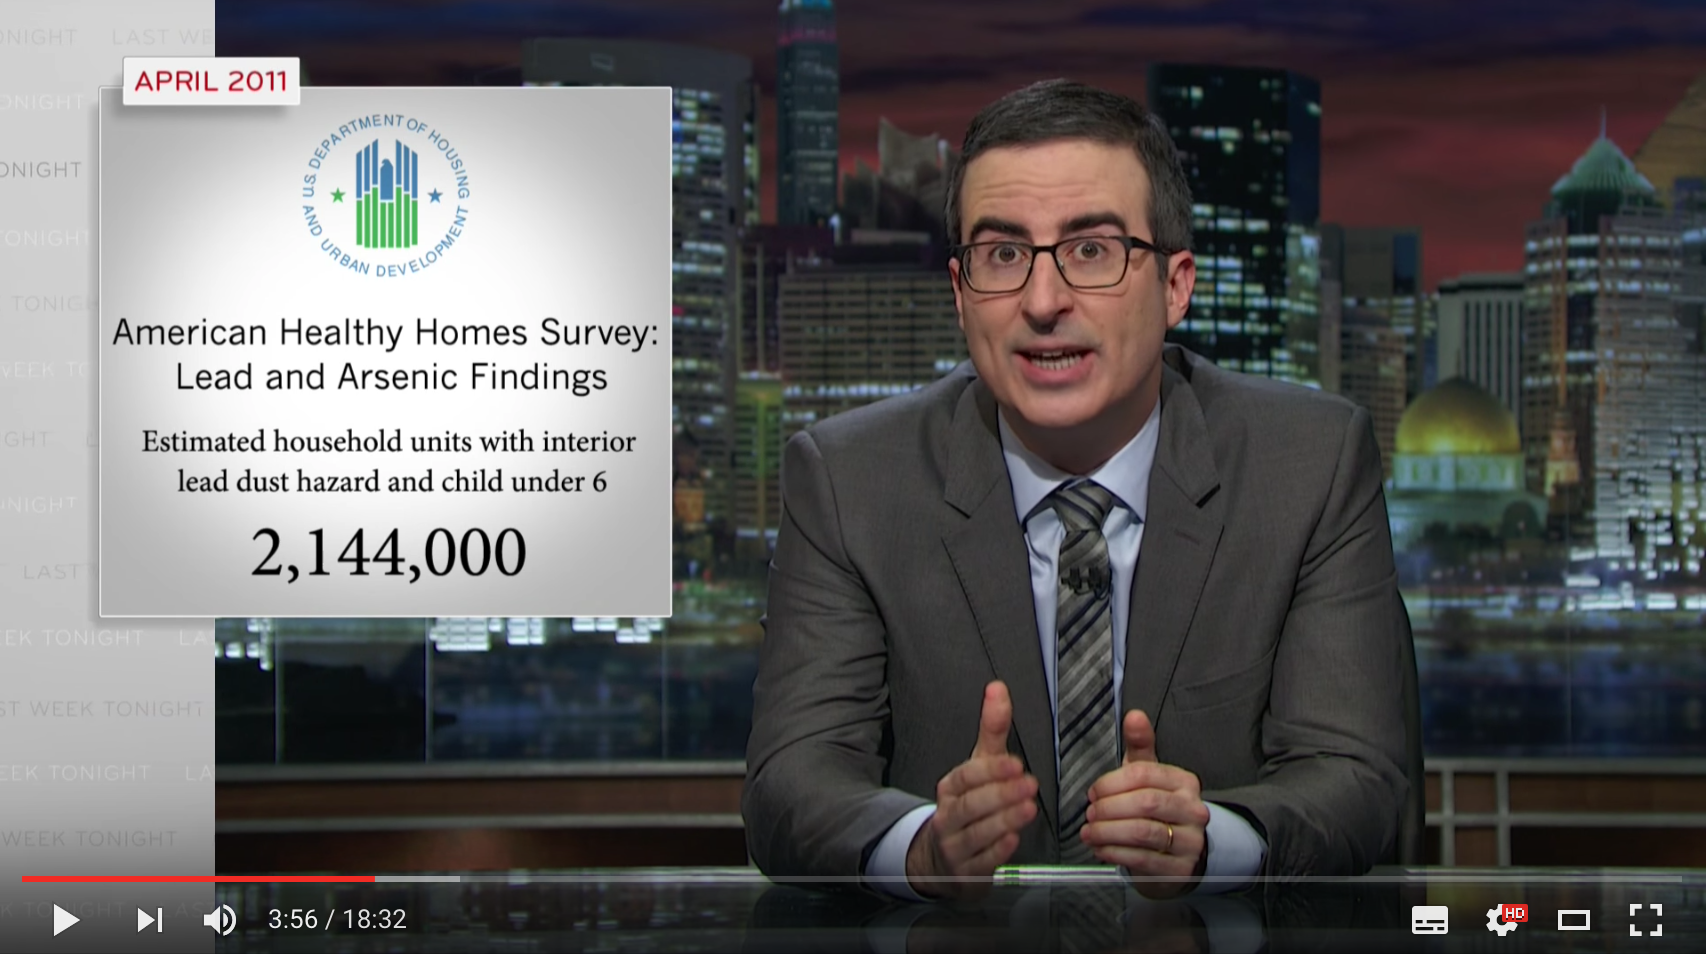 ONIGHT LAST WE
ONIGHT
ONIGHT
TONIGHT
TONIGH
WEEK TO
GHT L
ONIGHT
LAST
EEK TONIGHT LA
ST WEEK TONIGHT
EEK TONIGHT LA
WEEK TONIGHT
APRIL 2011
U.S. DEPARTMENT OF HOUSING
AND URBAN DEVELOPMENT
American Healthy Homes Survey:
Lead and Arsenic Findings
Estimated household units with interior
lead dust hazard and child under 6
2,144,000
3:56 / 18:32
HD